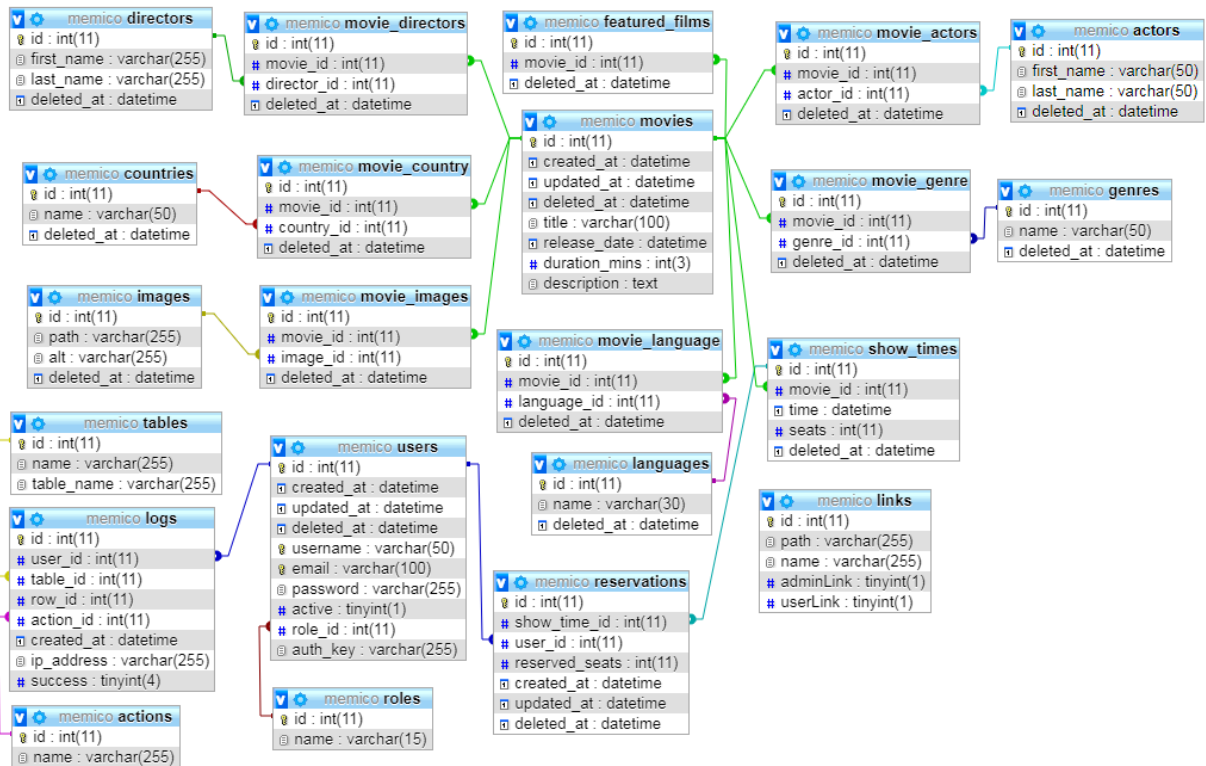 memico directors
id : int(11)
first_name : varchar(255)
last_name : varchar(255)
deleted_at : datetime
memico movie_directors
id : int(11)
movie_id : int(11)
director_id : int(11)
deleted_at : datetime
memico featured_films
id : int(11)
movie_id : int(11)
deleted_at : datetime
memico movie_actors
id : int(11)
movie_id : int(11)
actor_id : int(11)
deleted_at : datetime
memico actors
id : int(11)
first_name : varchar(50)
last_name : varchar(50)
deleted_at : datetime
memico countries
id : int(11)
name : varchar(50)
deleted_at : datetime
memico movie_country
id : int(11)
movie_id : int(11)
country_id : int(11)
deleted_at : datetime
memico movies
id : int(11)
created_at : datetime
updated_at : datetime
deleted_at : datetime
title : varchar(100)
release_date : datetime
duration_mins : int(3)
description : text
memico movie_genre
id : int(11)
movie_id : int(11)
genre_id : int(11)
deleted_at : datetime
memico genres
id : int(11)
name : varchar(50)
deleted_at : datetime
memico images
id : int(11)
path : varchar(255)
alt : varchar(255)
deleted_at : datetime
memico movie_images
id : int(11)
movie_id : int(11)
image_id : int(11)
deleted_at : datetime
memico movie_language
id : int(11)
movie_id : int(11)
language_id : int(11)
deleted_at : datetime
memico show_times
id : int(11)
movie_id : int(11)
time : datetime
seats : int(11)
deleted_at : datetime
memico tables
id : int(11)
name : varchar(255)
table_name : varchar(255)
memico users
id : int(11)
created_at : datetime
updated_at : datetime
deleted_at : datetime
username : varchar(50)
email : varchar(100)
password : varchar(255)
active : tinyint(1)
role_id : int(11)
auth_key : varchar(255)
memico languages
id : int(11)
name : varchar(30)
deleted_at : datetime
memico links
id : int(11)
path : varchar(255)
name : varchar(255)
adminLink : tinyint(1)
userLink : tinyint(1)
memico logs
id : int(11)
user_id : int(11)
table_id : int(11)
row_id : int(11)
action_id : int(11)
created_at : datetime
ip_address : varchar(255)
success : tinyint(4)
memico reservations
id : int(11)
show_time_id : int(11)
user_id : int(11)
reserved_seats : int(11)
created_at : datetime
updated_at : datetime
deleted_at : datetime
memico roles
id : int(11)
name : varchar(15)
memico actions
id : int(11)
name : varchar(255)